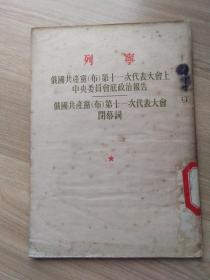 列寧
俄國共產黨(布)第十一次代表大會上
中央委員會底政治報告
俄國共產黨(布)第十一次代表大會
閉幕詞